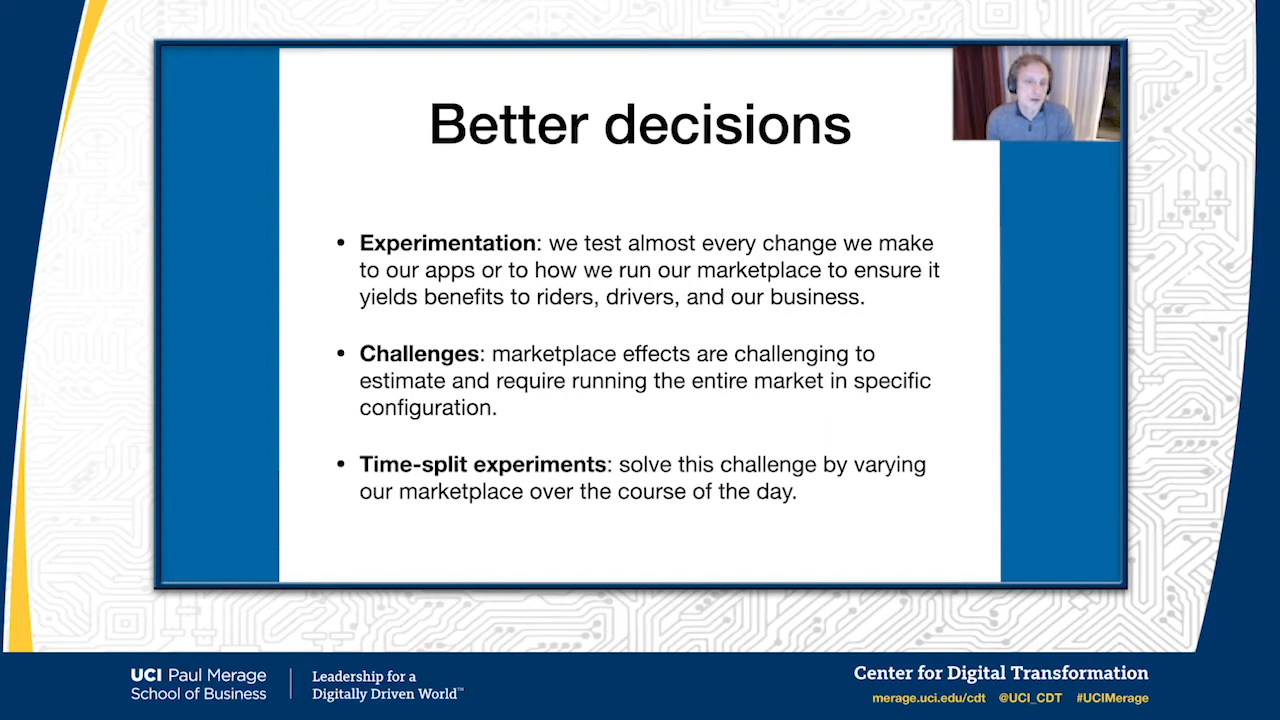 Better decisions
• Experimentation: we test almost every change we make
to our apps or to how we run our marketplace to ensure it
yields benefits to riders, drivers, and our business.
• Challenges: marketplace effects are challenging to
estimate and require running the entire market in specific
configuration.
• Time-split experiments: solve this challenge by varying
our marketplace over the course of the day.
UCI Paul Merage
School of Business
Leadership for a
Digitally Driven World™
Center for Digital Transformation
merage.uci.edu/cdt @UCI_CDT #UCIMerage